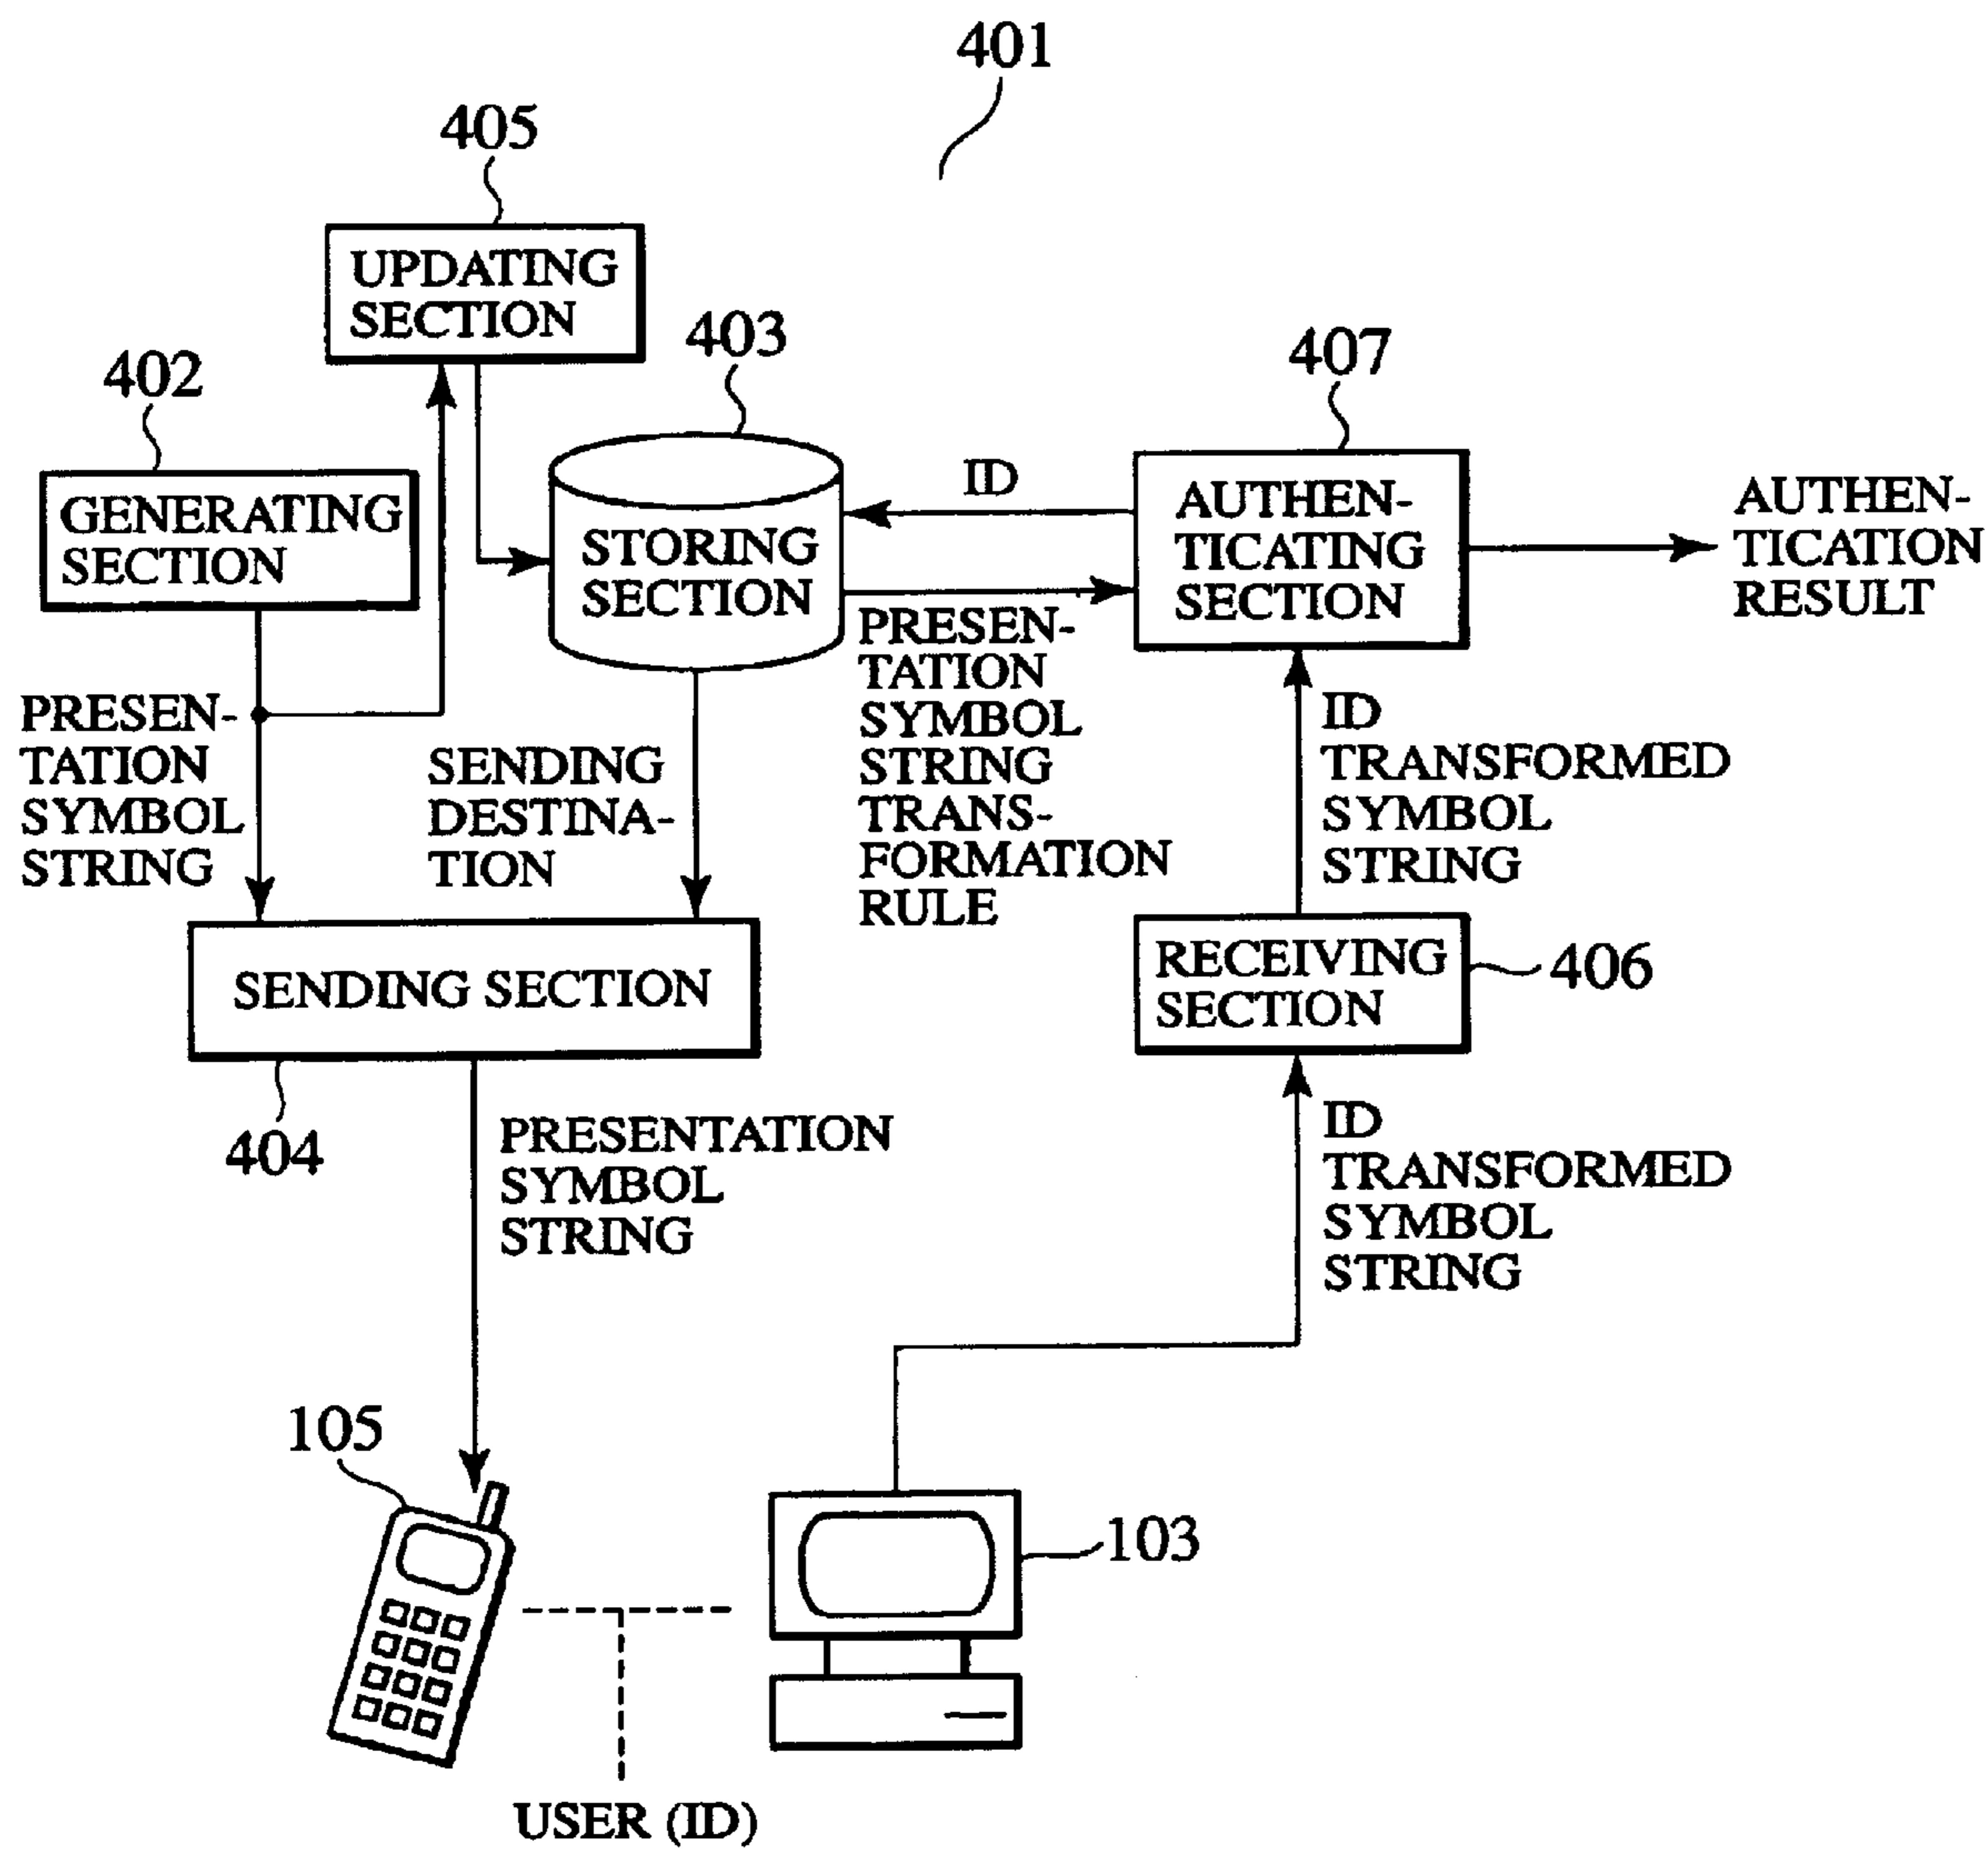 401
405
UPDATING
SECTION
403
402
407
GENERATING
SECTION
STORING
SECTION
ID
AUTHEN-
TICATING
SECTION
AUTHEN-
TICATION
RESULT
PRESEN-
TATION
SYMBOL
STRING
SENDING
DESTINA-
TION
PRESEN-
TATION
SYMBOL
STRING
TRANS-
FORMATION
RULE
ID
TRANSFORMED
SYMBOL
STRING
SENDING SECTION
404
RECEIVING
SECTION
406
PRESENTATION
SYMBOL
STRING
ID
TRANSFORMED
SYMBOL
STRING
105
103
USER (ID)